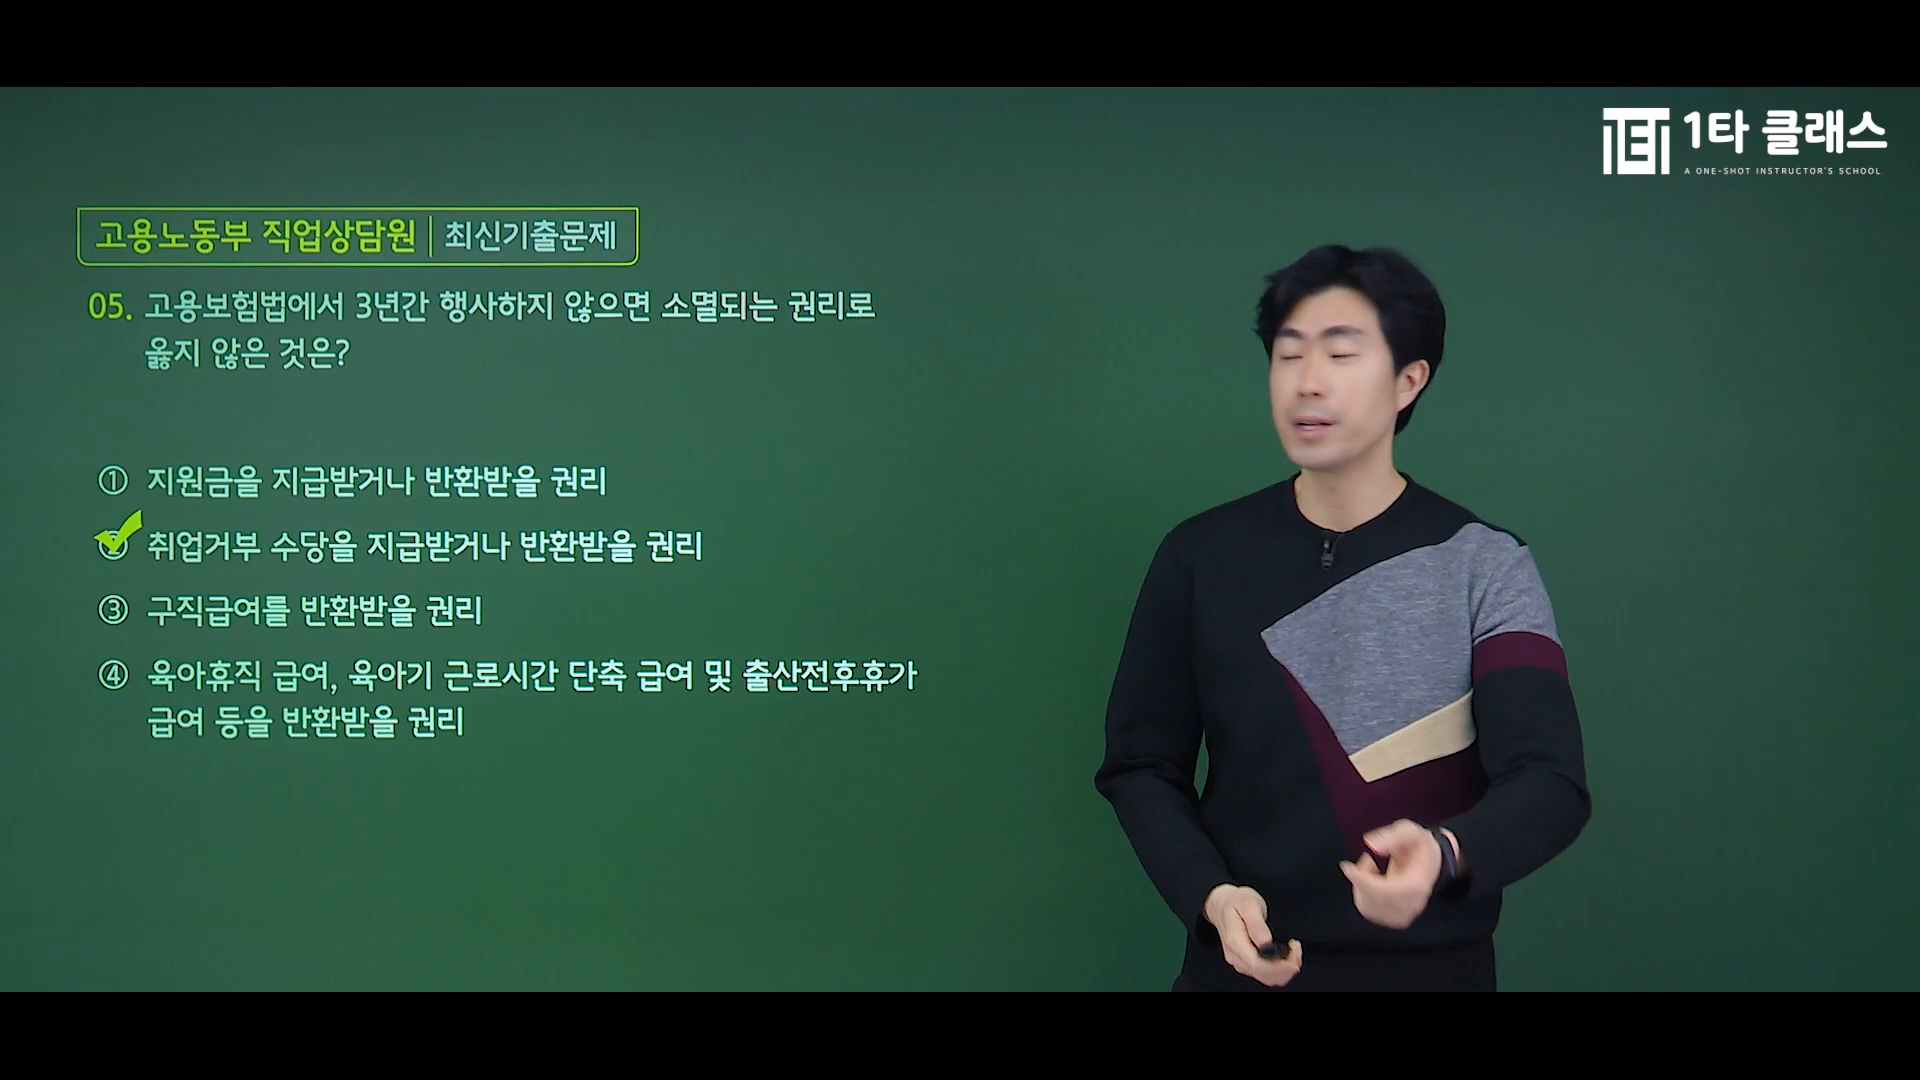 1타 클래스
A ONE-SHOT INSTRUCTOR'S SCHOOL
고용노동부 직업상담원 | 최신기출문제
05. 고용보험법에서 3년간 행사하지 않으면 소멸되는 권리로
옳지 않은 것은?
① 지원금을 지급받거나 반환받을 권리
② 취업거부 수당을 지급받거나 반환받을 권리
③ 구직급여를 반환받을 권리
④ 육아휴직 급여, 육아기 근로시간 단축 급여 및 출산전후휴가
급여 등을 반환받을 권리